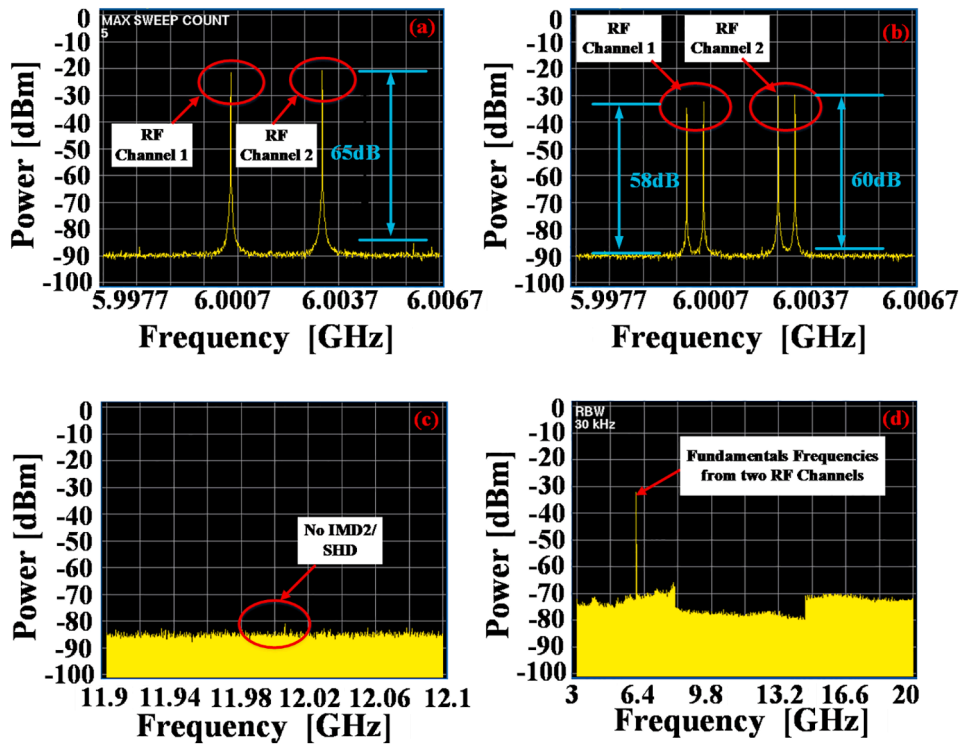 MAX SWEEP COUNT
5
(a)
0
-10
-20
-30
-40
-50
-60
-70
-80
-90
-100
Power [dBm]
RF
Channel 1
RF
Channel 2
65dB
5.9977 6.0007 6.0037 6.0067
Frequency [GHz]
(b)
0
-10
-20
-30
-40
-50
-60
-70
-80
-90
-100
Power [dBm]
RF
Channel 1
RF
Channel 2
58dB
60dB
5.9977 6.0007 6.0037 6.0067
Frequency [GHz]
(c)
0
-10
-20
-30
-40
-50
-60
-70
-80
-90
-100
Power [dBm]
No IMD2/
SHD
11.9 11.94 11.98 12.02 12.06 12.1
Frequency [GHz]
RBW
30 kHz
(d)
0
-10
-20
-30
-40
-50
-60
-70
-80
-90
-100
Power [dBm]
Fundamentals Frequencies
from two RF Channels
3 6.4 9.8 13.2 16.6 20
Frequency [GHz]